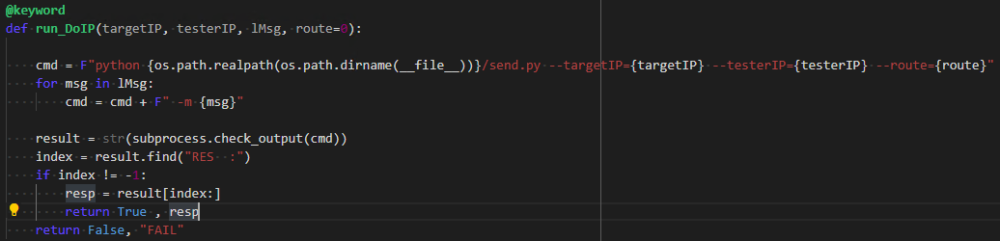 @keyword
def run_DoIP(targetIP, testerIP, lMsg, route=0):
    cmd = F"python {os.path.realpath(os.path.dirname(__file__))}/send.py --targetIP={targetIP} --testerIP={testerIP} --route={route}"
    for msg in lMsg:
        cmd = cmd + F" -m {msg}"
    result = str(subprocess.check_output(cmd))
    index = result.find("RES  :")
    if index != -1:
        resp = result[index:]
        return True , resp
    return False, "FAIL"